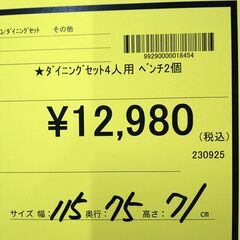 ﾕ/ﾀﾞｲﾆﾝｸﾞｾｯﾄ その他
99290000018454
★ﾀﾞｲﾆﾝｸﾞｾｯﾄ4人用 ﾍﾞﾝﾁ2個
¥12,980
(税込)
230925
サイズ 幅: 115 奥行: 75 高さ: 71 cm